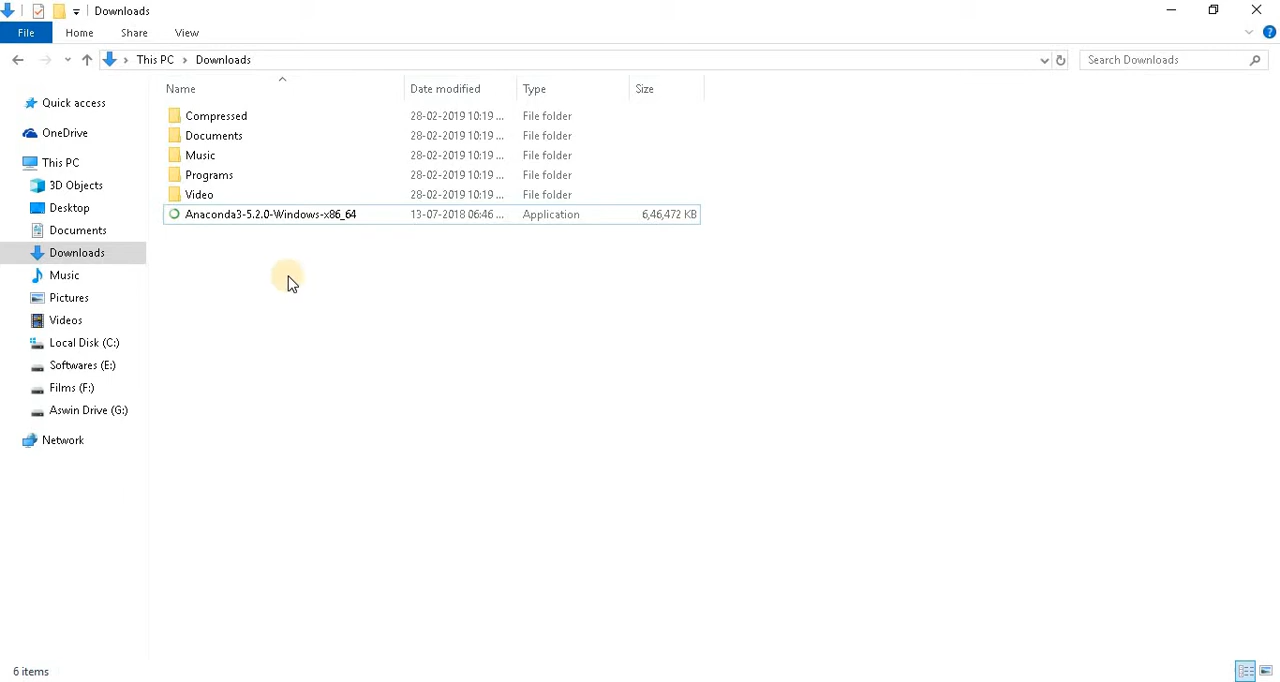 Downloads
File Home Share View
This PC > Downloads
Search Downloads
Name Date modified Type Size
Quick access
OneDrive
This PC
3D Objects
Desktop
Documents
Downloads
Music
Pictures
Videos
Local Disk (C:)
Softwares (E:)
Films (F:)
Aswin Drive (G:)
Network
Compressed 28-02-2019 10:19 ... File folder
Documents 28-02-2019 10:19 ... File folder
Music 28-02-2019 10:19 ... File folder
Programs 28-02-2019 10:19 ... File folder
Video 28-02-2019 10:19 ... File folder
Anaconda3-5.2.0-Windows-x86_64 13-07-2018 06:46 ... Application 6,46,472 KB
6 items